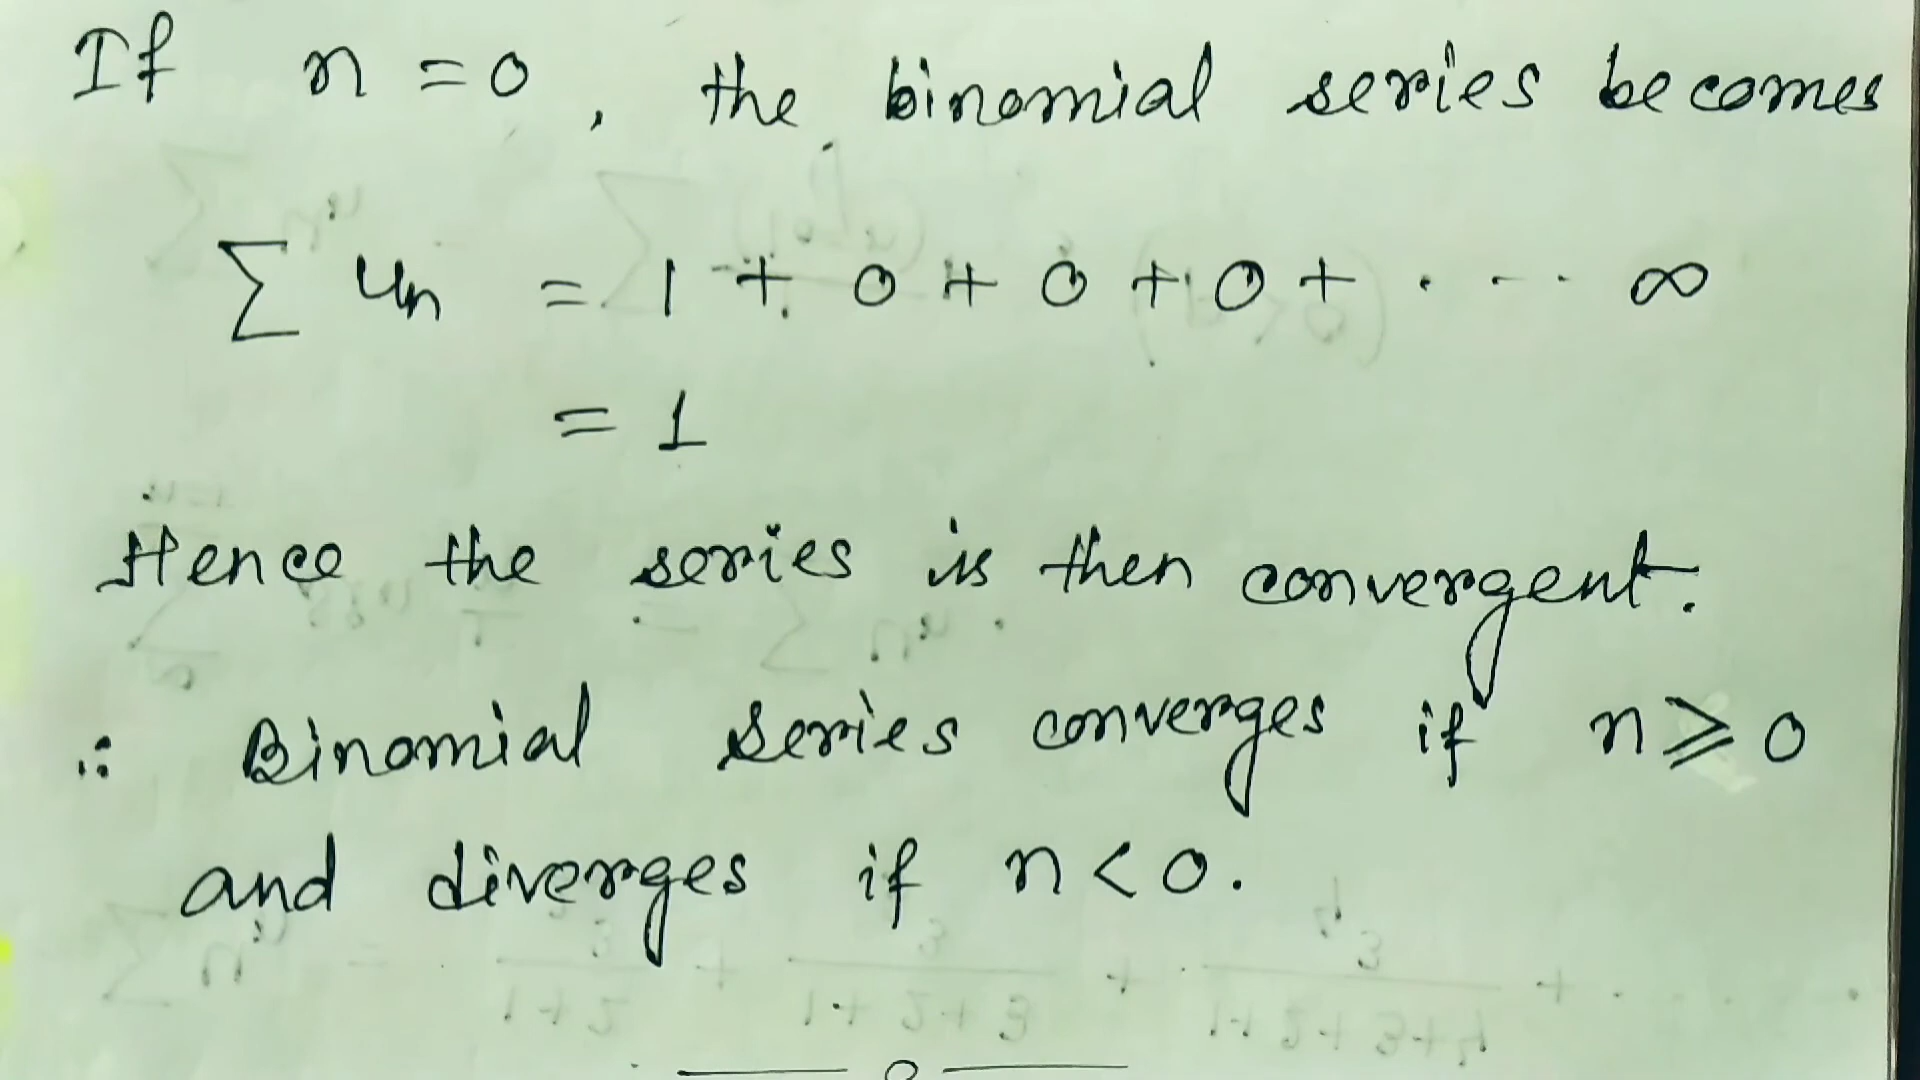 If n = 0, the binomial series becomes
∑ un = 1 + 0 + 0 + 0 + . . . . ∞
= 1
Hence the series is then convergent.
∴ Binomial series converges if n ⩾ 0
and diverges if n < 0.